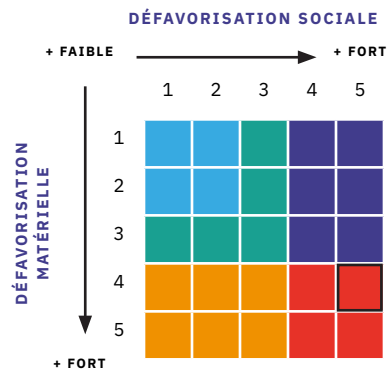 DÉFAVORISATION SOCIALE
+ FAIBLE
+ FORT
1 2 3 4 5
DÉFAVORISATION
MATÉRIELLE
1
2
3
4
5
+ FORT